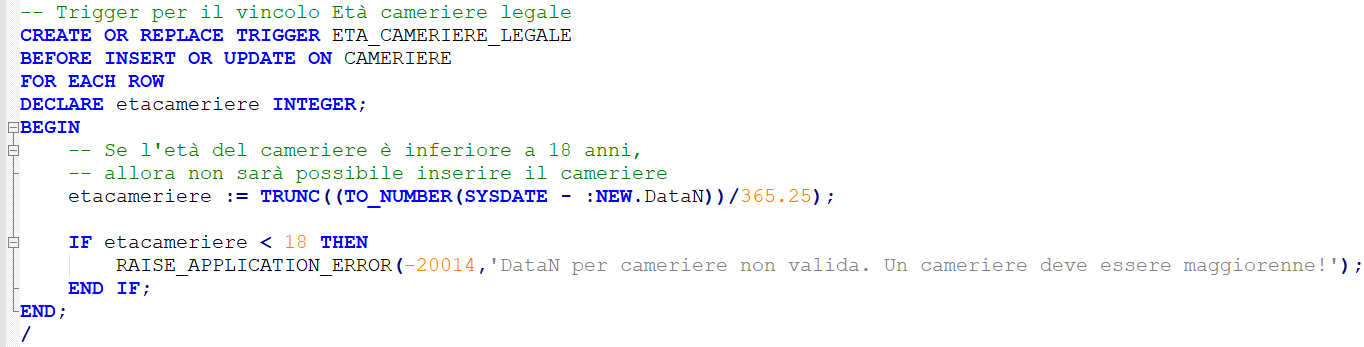 -- Trigger per il vincolo Età cameriere legale
CREATE OR REPLACE TRIGGER ETA_CAMERIERE_LEGALE
BEFORE INSERT OR UPDATE ON CAMERIERE
FOR EACH ROW
DECLARE etacameriere INTEGER;
BEGIN
    -- Se l'età del cameriere è inferiore a 18 anni,
    -- allora non sarà possibile inserire il cameriere
    etacameriere := TRUNC((TO_NUMBER(SYSDATE - :NEW.DataN))/365.25);

    IF etacameriere < 18 THEN
        RAISE_APPLICATION_ERROR(-20014,'DataN per cameriere non valida. Un cameriere deve essere maggiorenne!');
    END IF;
END;
/